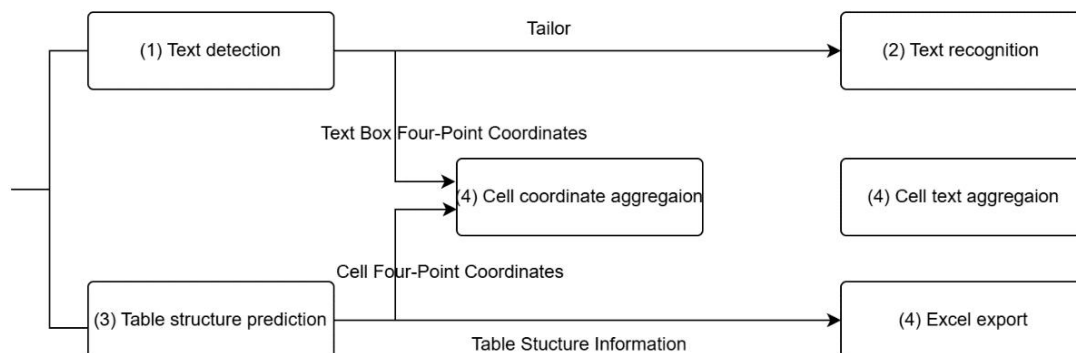 Tailor
(1) Text detection
(2) Text recognition
Text Box Four-Point Coordinates
(4) Cell coordinate aggregaion
(4) Cell text aggregaion
Cell Four-Point Coordinates
(3) Table structure prediction
(4) Excel export
Table Stucture Information